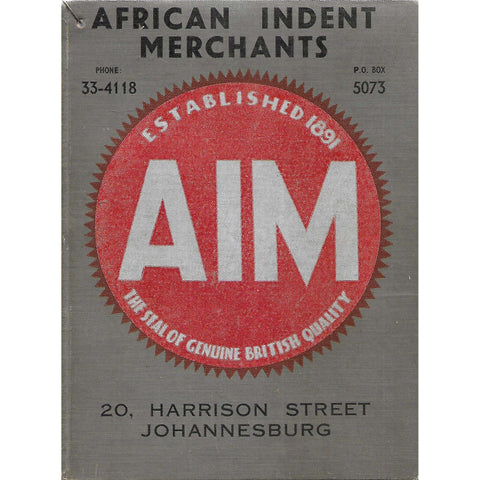 AFRICAN INDENT
MERCHANTS
PHONE:
33-4118
P.O. BOX
5073
ESTABLISHED 1891
AIM
THE SEAL OF GENUINE BRITISH QUALITY
20, HARRISON STREET
JOHANNESBURG